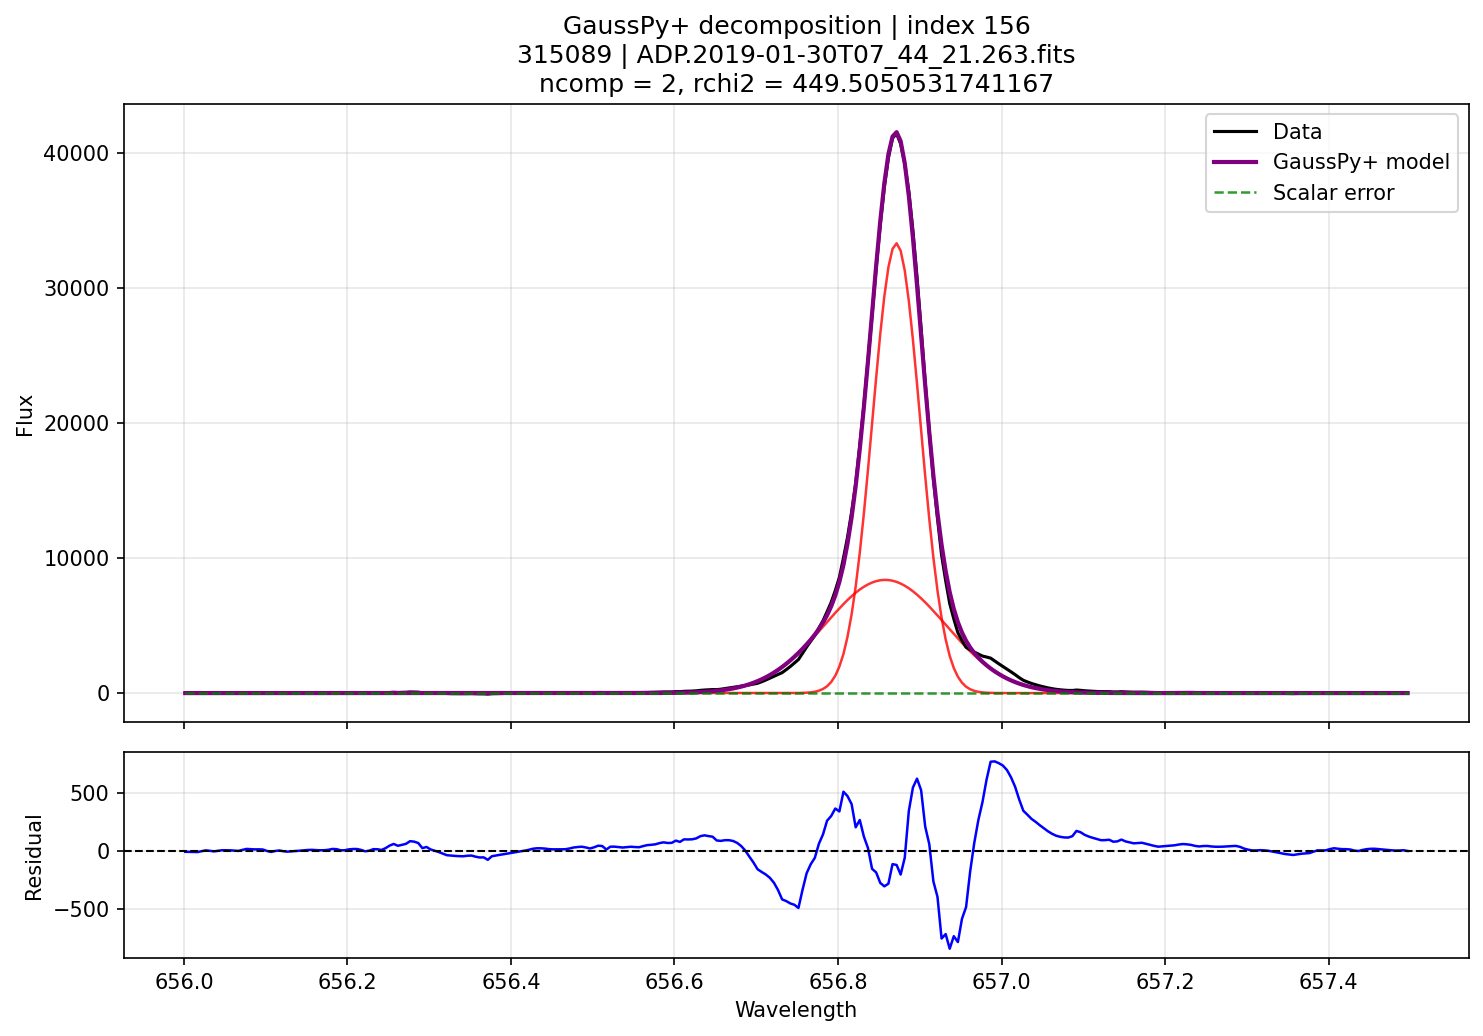 GaussPy+ decomposition | index 156
315089 | ADP.2019-01-30T07_44_21.263.fits
ncomp = 2, rchi2 = 449.5050531741167
Data
GaussPy+ model
Scalar error
40000
30000
20000
10000
0
Flux
500
0
−500
Residual
656.0 656.2 656.4 656.6 656.8 657.0 657.2 657.4
Wavelength